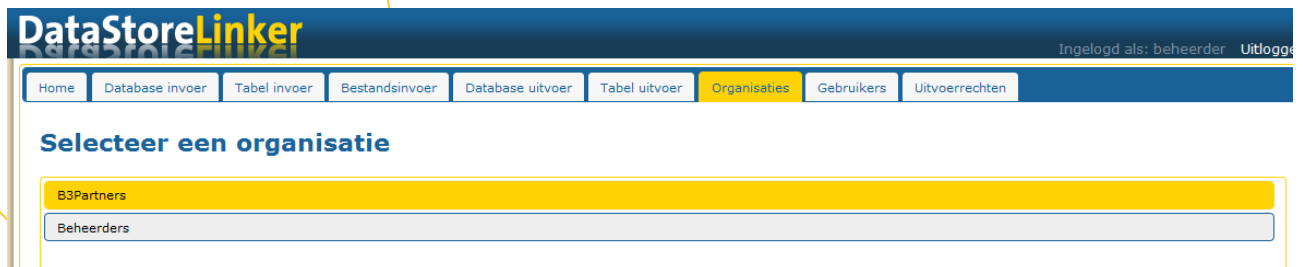 DataStoreLinker
Ingelogd als: beheerder Uitlogge
Home Database invoer Tabel invoer Bestandsinvoer Database uitvoer Tabel uitvoer Organisaties Gebruikers Uitvoerrechten
Selecteer een organisatie
B3Partners
Beheerders